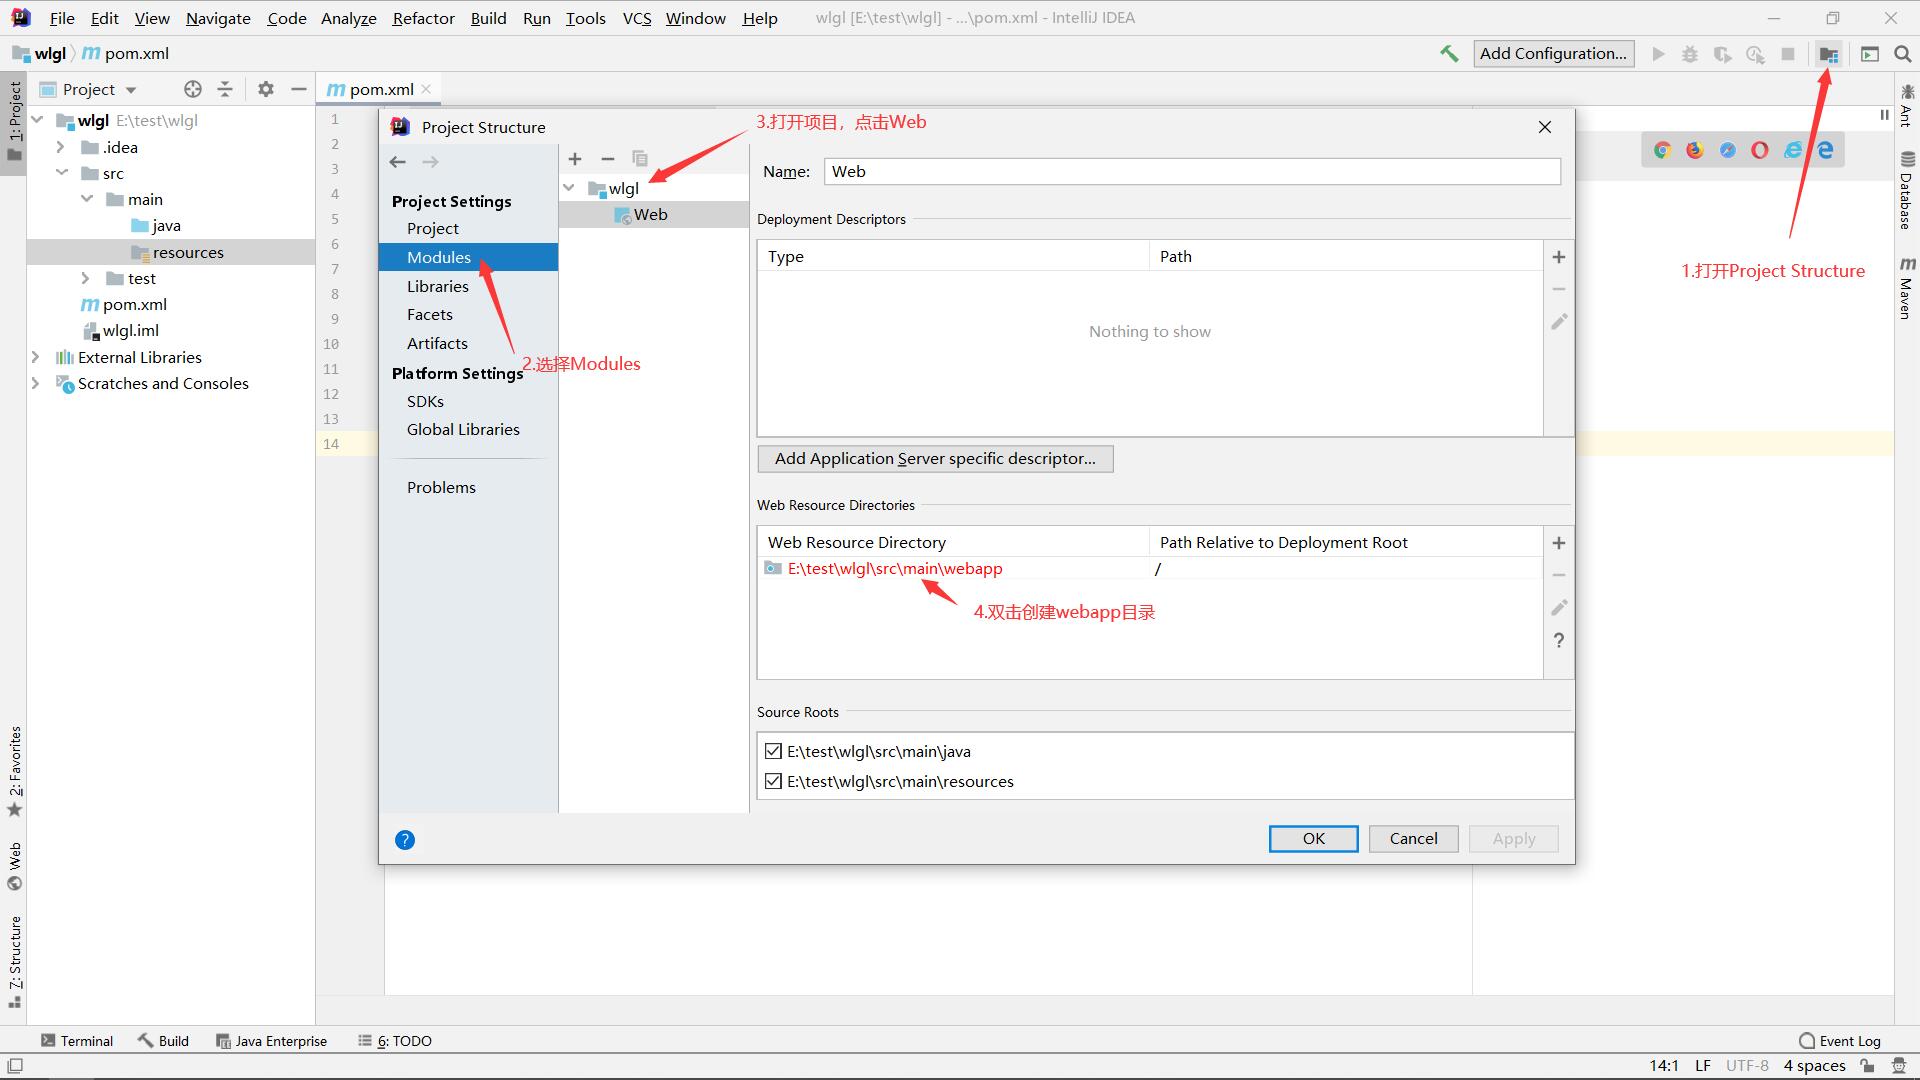 File Edit View Navigate Code Analyze Refactor Build Run Tools VCS Window Help wlgl [E:\test\wlgl] - ...\pom.xml - IntelliJ IDEA
wlgl m pom.xml Add Configuration...
1: Project
Project
m pom.xml
wlgl E:\test\wlgl
.idea
src
main
java
resources
test
m pom.xml
wlgl.iml
External Libraries
Scratches and Consoles
1
2
3
4
5
6
7
8
9
10
11
12
13
14
Project Structure
3.打开项目，点击Web
Project Settings
Project
Modules
Libraries
Facets
Artifacts
2.选择Modules
Platform Settings
SDKs
Global Libraries
Problems
wlgl
Web
Name: Web
Deployment Descriptors
Type Path
Nothing to show
Add Application Server specific descriptor...
Web Resource Directories
Web Resource Directory Path Relative to Deployment Root
E:\test\wlgl\src\main\webapp /
4.双击创建webapp目录
?
Source Roots
E:\test\wlgl\src\main\java
E:\test\wlgl\src\main\resources
?
OK Cancel Apply
1.打开Project Structure
Ant
Database
m Maven
2: Favorites
Web
7: Structure
Terminal Build Java Enterprise 6: TODO Event Log
14:1 LF UTF-8 4 spaces